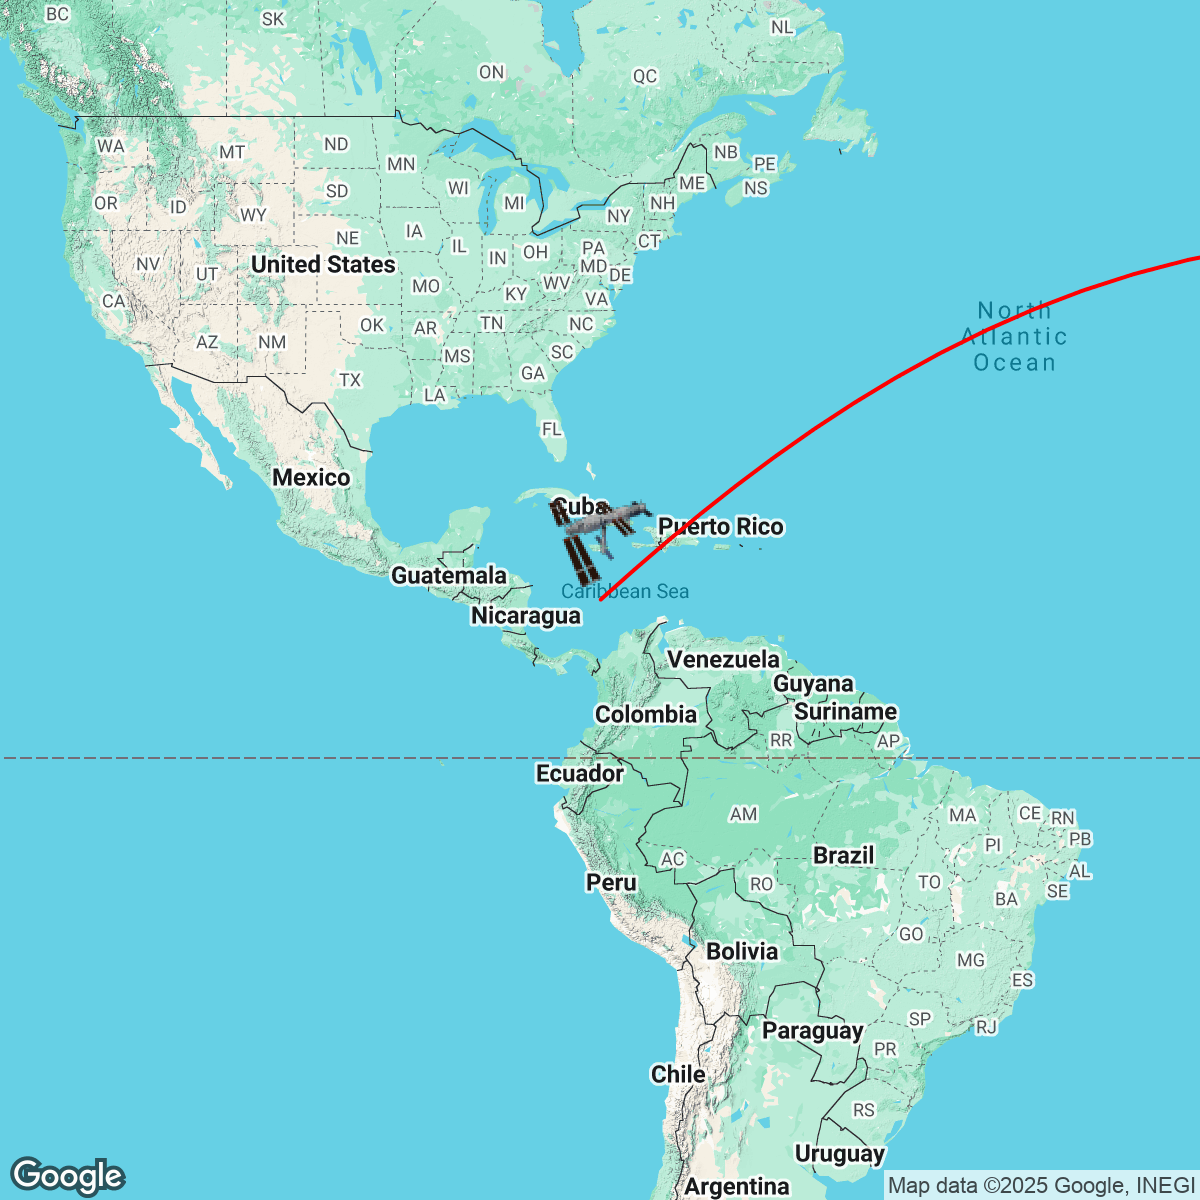 BC
SK
NL
ON
QC
WA
MT
ND
MN
NB
PE
NS
OR
ID
WY
SD
WI
MI
ME
NH
NY
CT
NV
UT
NE
IA
IL
IN
OH
PA
MD
DE
United States
CA
MO
KY
WV
VA
AZ
NM
OK
AR
TN
NC
MS
SC
TX
LA
GA
FL
North
Atlantic
Ocean
Mexico
Cuba
Puerto Rico
Guatemala
Caribbean Sea
Nicaragua
Venezuela
Guyana
Colombia
Suriname
RR
AP
Ecuador
AM
MA
CE
RN
PI
PB
Brazil
AC
Peru
RO
TO
BA
AL
SE
GO
Bolivia
MG
ES
SP
RJ
Paraguay
PR
Chile
RS
Uruguay
Argentina
Google
Map data ©2025 Google, INEGI